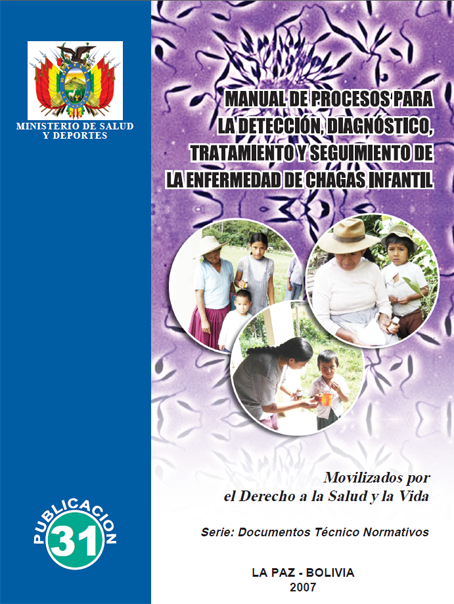 MINISTERIO DE SALUD
Y DEPORTES
MANUAL DE PROCESOS PARA
LA DETECCIÓN, DIAGNÓSTICO,
TRATAMIENTO Y SEGUIMIENTO DE
LA ENFERMEDAD DE CHAGAS INFANTIL
Movilizados por
el Derecho a la Salud y la Vida
Serie: Documentos Técnico Normativos
PUBLICACION
31
LA PAZ - BOLIVIA
2007